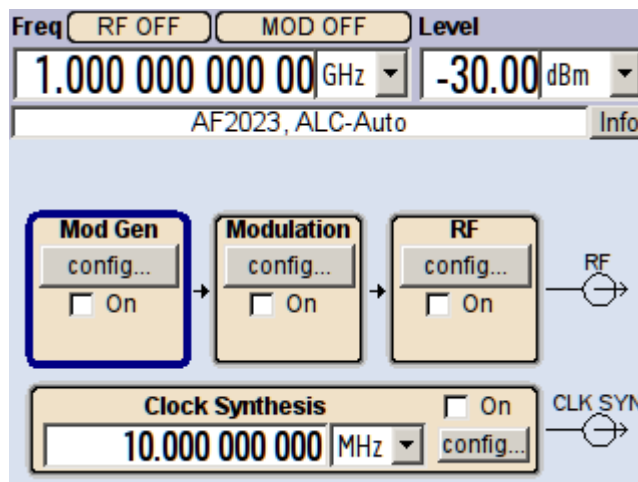 Freq RF OFF MOD OFF Level
1.000 000 000 00 GHz -30.00 dBm
AF2023, ALC-Auto Info
Mod Gen Modulation RF
config... config... config... RF
On On On
Clock Synthesis On CLK SYN
10.000 000 000 MHz config...